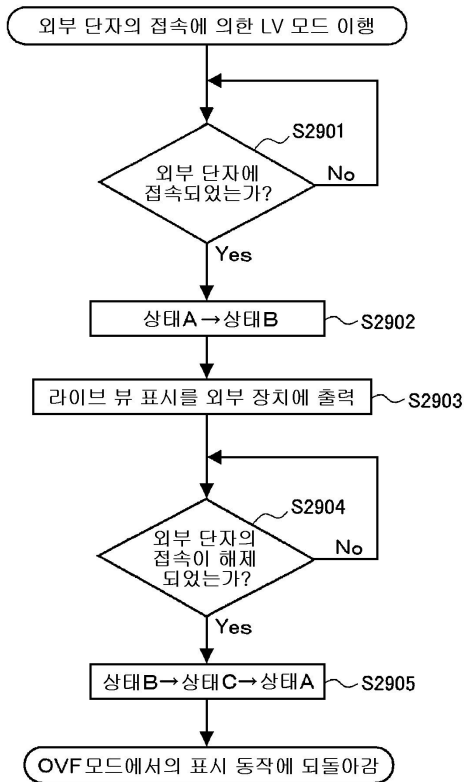 외부 단자의 접속에 의한 LV 모드 이행
S2901
외부 단자에
접속되었는가?
No
Yes
상태A→상태B
S2902
라이브 뷰 표시를 외부 장치에 출력
S2903
S2904
외부 단자의
접속이 해제
되었는가?
No
Yes
상태B→상태C→상태A
S2905
OVF모드에서의 표시 동작에 되돌아감